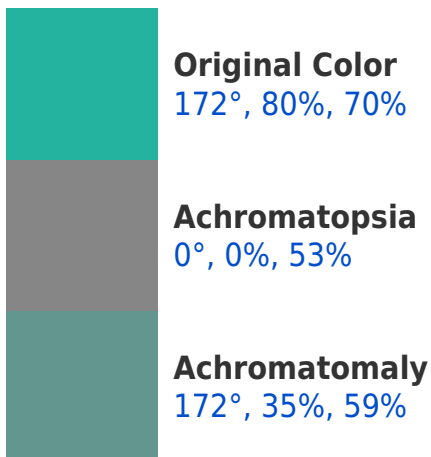 Original Color
172°, 80%, 70%
Achromatopsia
0°, 0%, 53%
Achromatomaly
172°, 35%, 59%